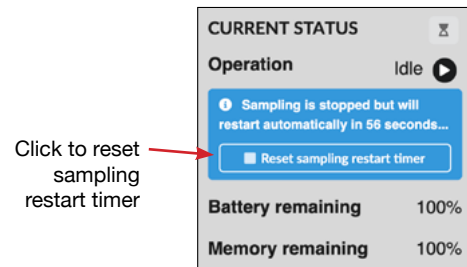 CURRENT STATUS
Operation Idle
Sampling is stopped but will
restart automatically in 56 seconds...
Reset sampling restart timer
Click to reset
sampling
restart timer
Battery remaining 100%
Memory remaining 100%